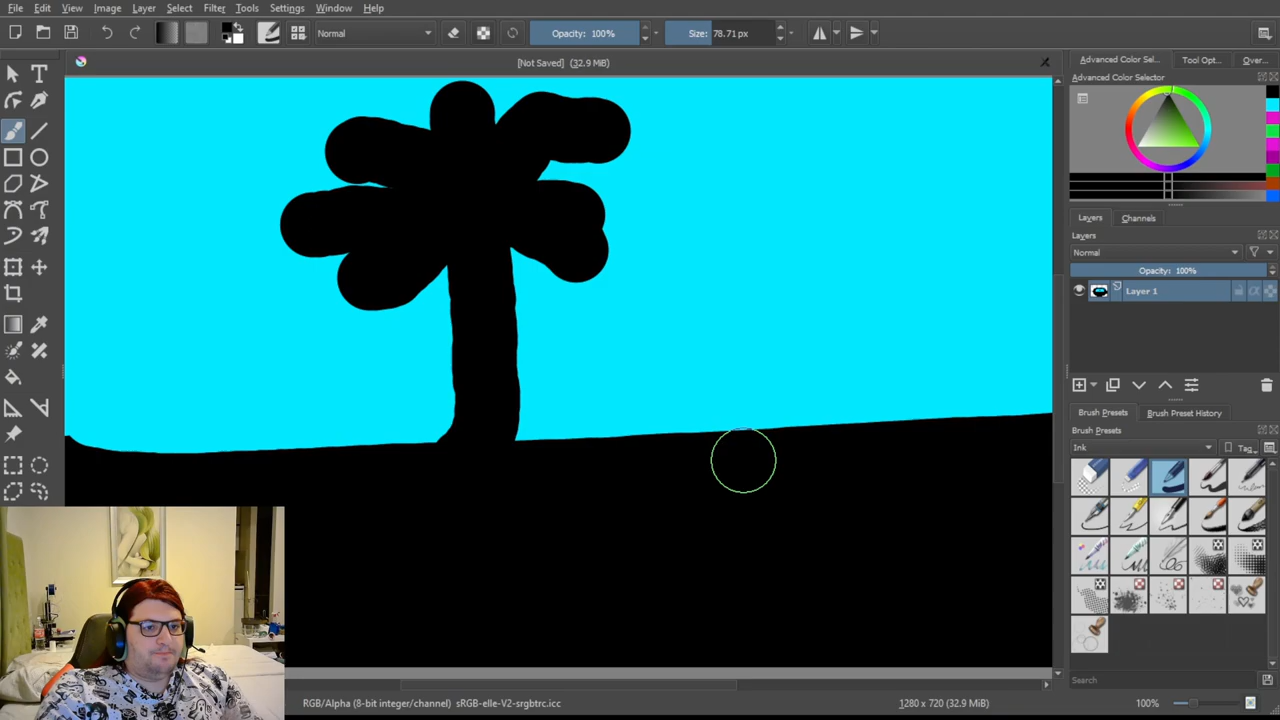 File Edit View Image Layer Select Filter Tools Settings Window Help
Normal Opacity: 100% Size: 78.71 px
[Not Saved] (32.9 MiB)
Advanced Color Sel... Tool Opt... Over...
Advanced Color Selector
Layers Channels
Layers
Normal
Opacity: 100%
Layer 1
Brush Presets Brush Preset History
Brush Presets
Ink Tag
Search
RGB/Alpha (8-bit integer/channel) sRGB-elle-V2-srgbtrc.icc 1280 x 720 (32.9 MiB) 100%